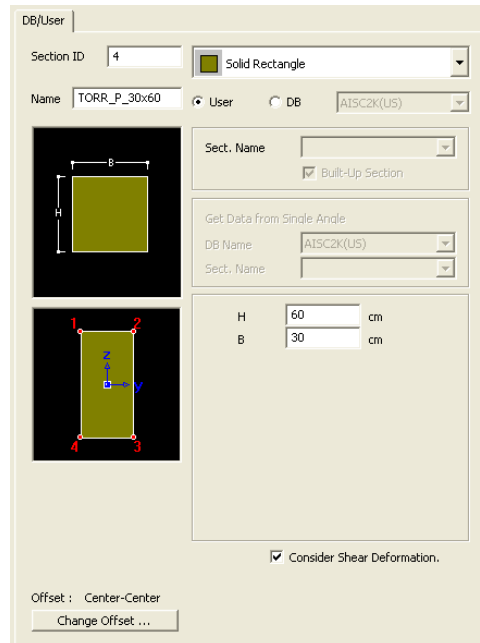 DB/User
Section ID 4 Solid Rectangle
Name TORR_P_30x60 User DB AISC2K(US)
B
H
Sect. Name
Built-Up Section
Get Data from Single Angle
DB Name AISC2K(US)
Sect. Name
H 60 cm
B 30 cm
1 2
z
y
4 3
Consider Shear Deformation.
Offset : Center-Center
Change Offset ...